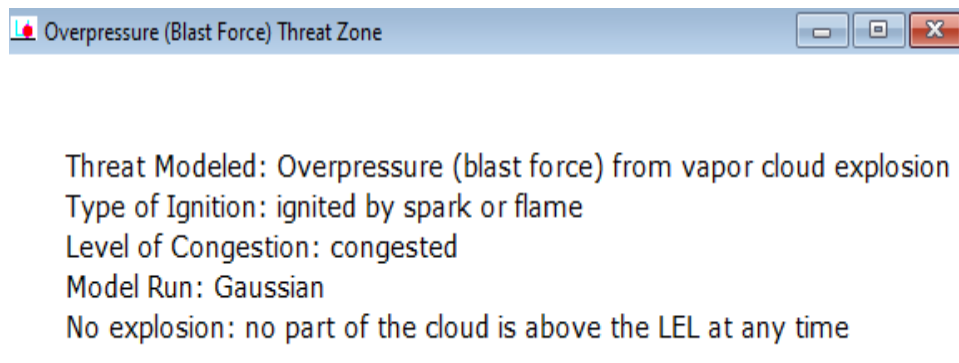 Overpressure (Blast Force) Threat Zone
Threat Modeled: Overpressure (blast force) from vapor cloud explosion
Type of Ignition: ignited by spark or flame
Level of Congestion: congested
Model Run: Gaussian
No explosion: no part of the cloud is above the LEL at any time